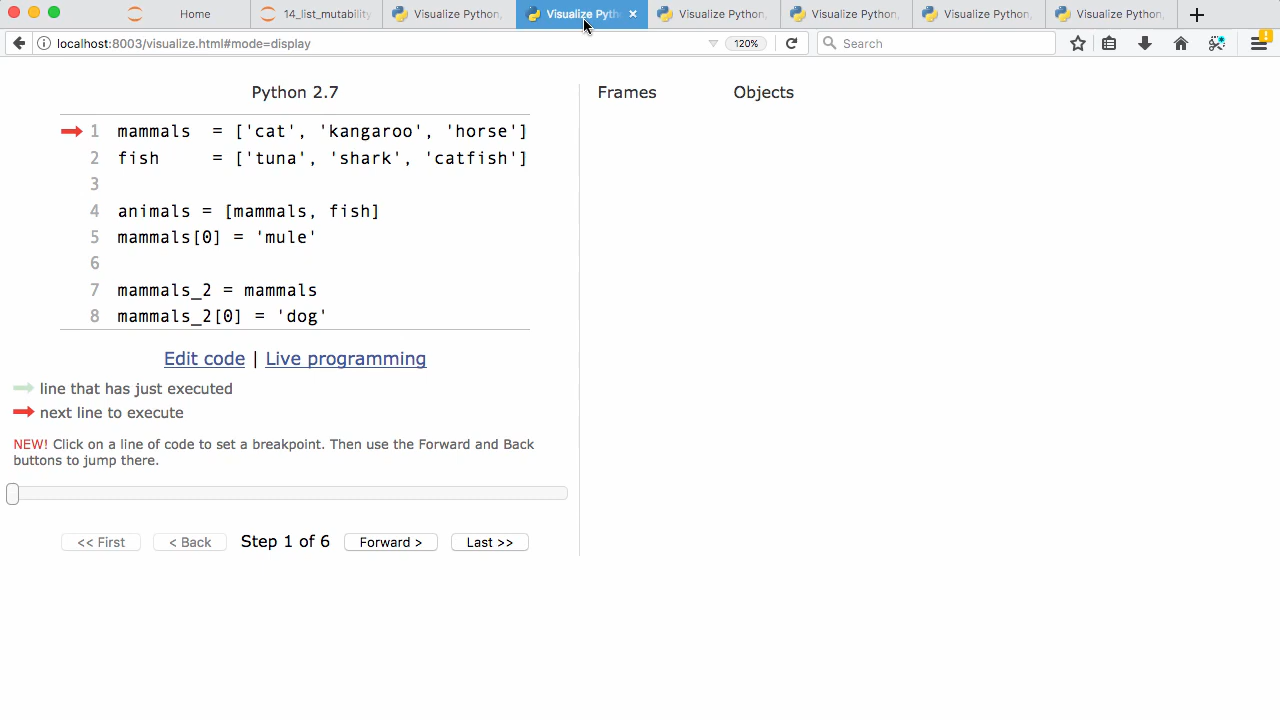 Home
14_list_mutability
Visualize Python,
Visualize Pyth
Visualize Python,
Visualize Python,
Visualize Python,
Visualize Python,
localhost:8003/visualize.html#mode=display
120%
Search
Python 2.7
1 mammals = ['cat', 'kangaroo', 'horse']
2 fish = ['tuna', 'shark', 'catfish']
3
4 animals = [mammals, fish]
5 mammals[0] = 'mule'
6
7 mammals_2 = mammals
8 mammals_2[0] = 'dog'
Edit code | Live programming
line that has just executed
next line to execute
NEW! Click on a line of code to set a breakpoint. Then use the Forward and Back
buttons to jump there.
<< First < Back Step 1 of 6 Forward > Last >>
Frames Objects